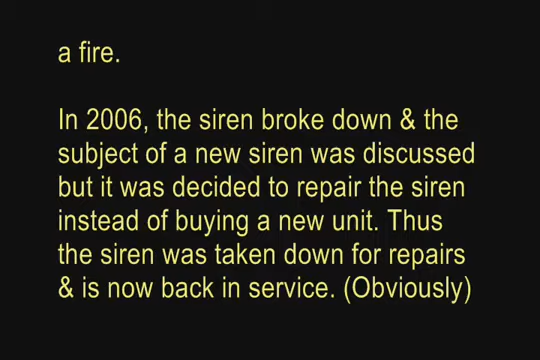 a fire.
In 2006, the siren broke down & the
subject of a new siren was discussed
but it was decided to repair the siren
instead of buying a new unit. Thus
the siren was taken down for repairs
& is now back in service. (Obviously)